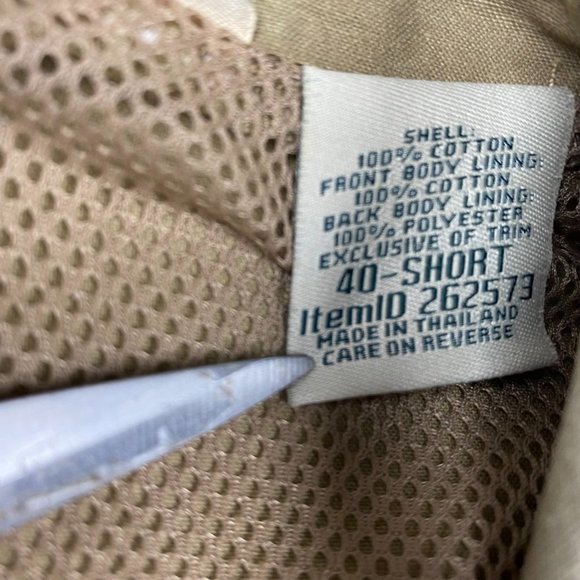 SHELL:
100% COTTON
FRONT BODY LINING:
100% COTTON
BACK BODY LINING:
100% POLYESTER
EXCLUSIVE OF TRIM
40-SHORT
ItemID 262573
MADE IN THAILAND
CARE ON REVERSE